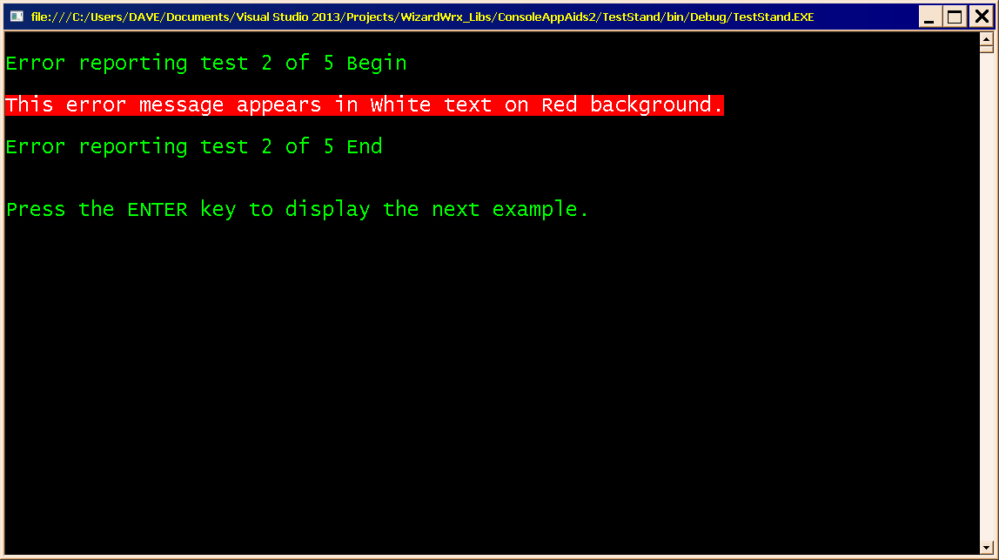 file:///C:/Users/DAVE/Documents/Visual Studio 2013/Projects/WizardWrx_Libs/ConsoleAppAids2/TestStand/bin/Debug/TestStand.EXE
Error reporting test 2 of 5 Begin
This error message appears in White text on Red background.
Error reporting test 2 of 5 End
Press the ENTER key to display the next example.